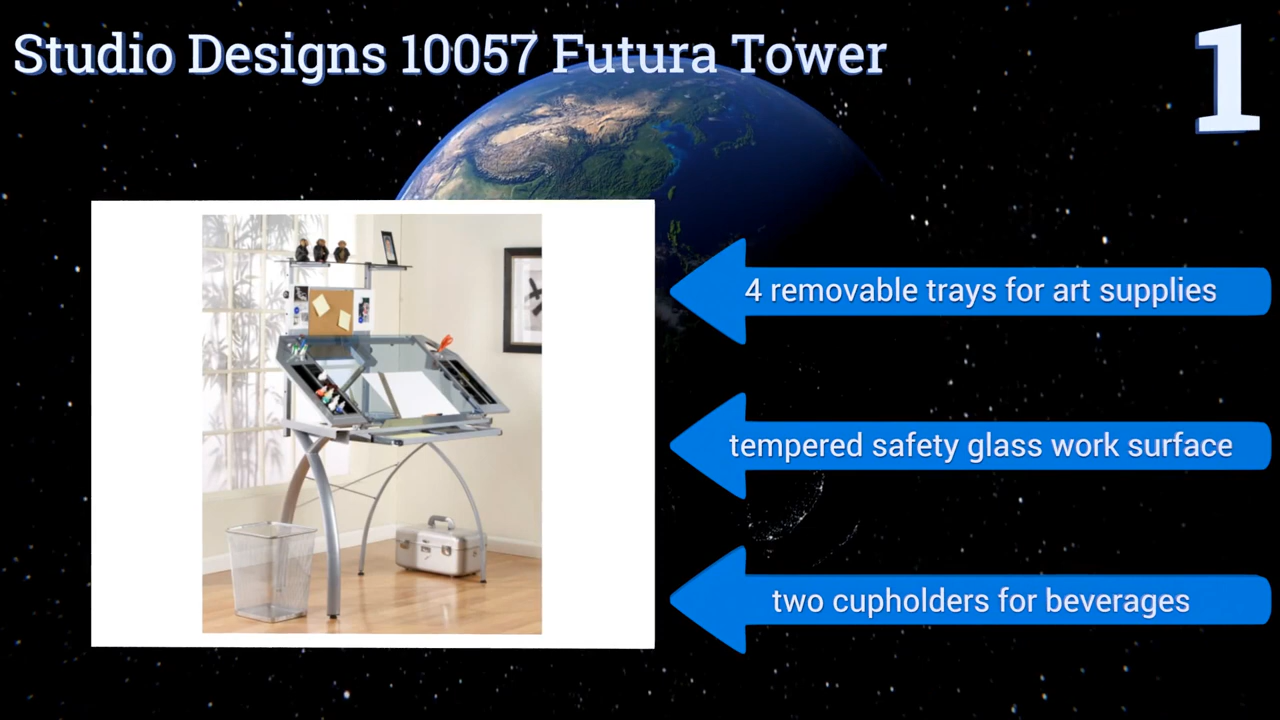 Studio Designs 10057 Futura Tower
1
4 removable trays for art supplies
tempered safety glass work surface
two cupholders for beverages